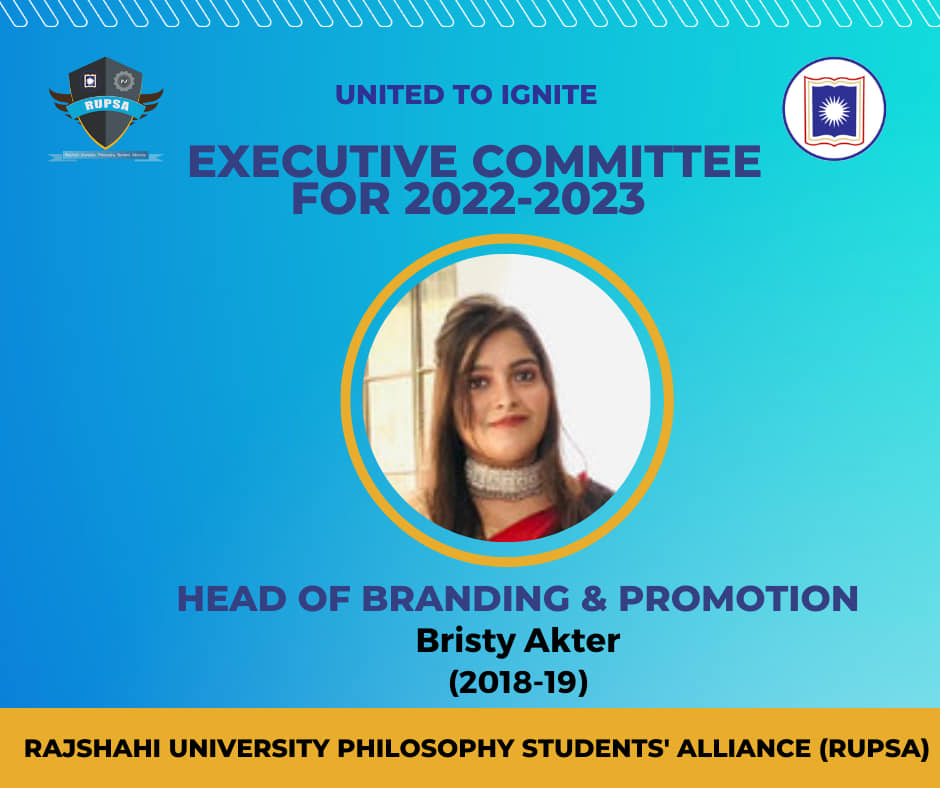 RUPSA
UNITED TO IGNITE
EXECUTIVE COMMITTEE
FOR 2022-2023
HEAD OF BRANDING & PROMOTION
Bristy Akter
(2018-19)
RAJSHAHI UNIVERSITY PHILOSOPHY STUDENTS' ALLIANCE (RUPSA)